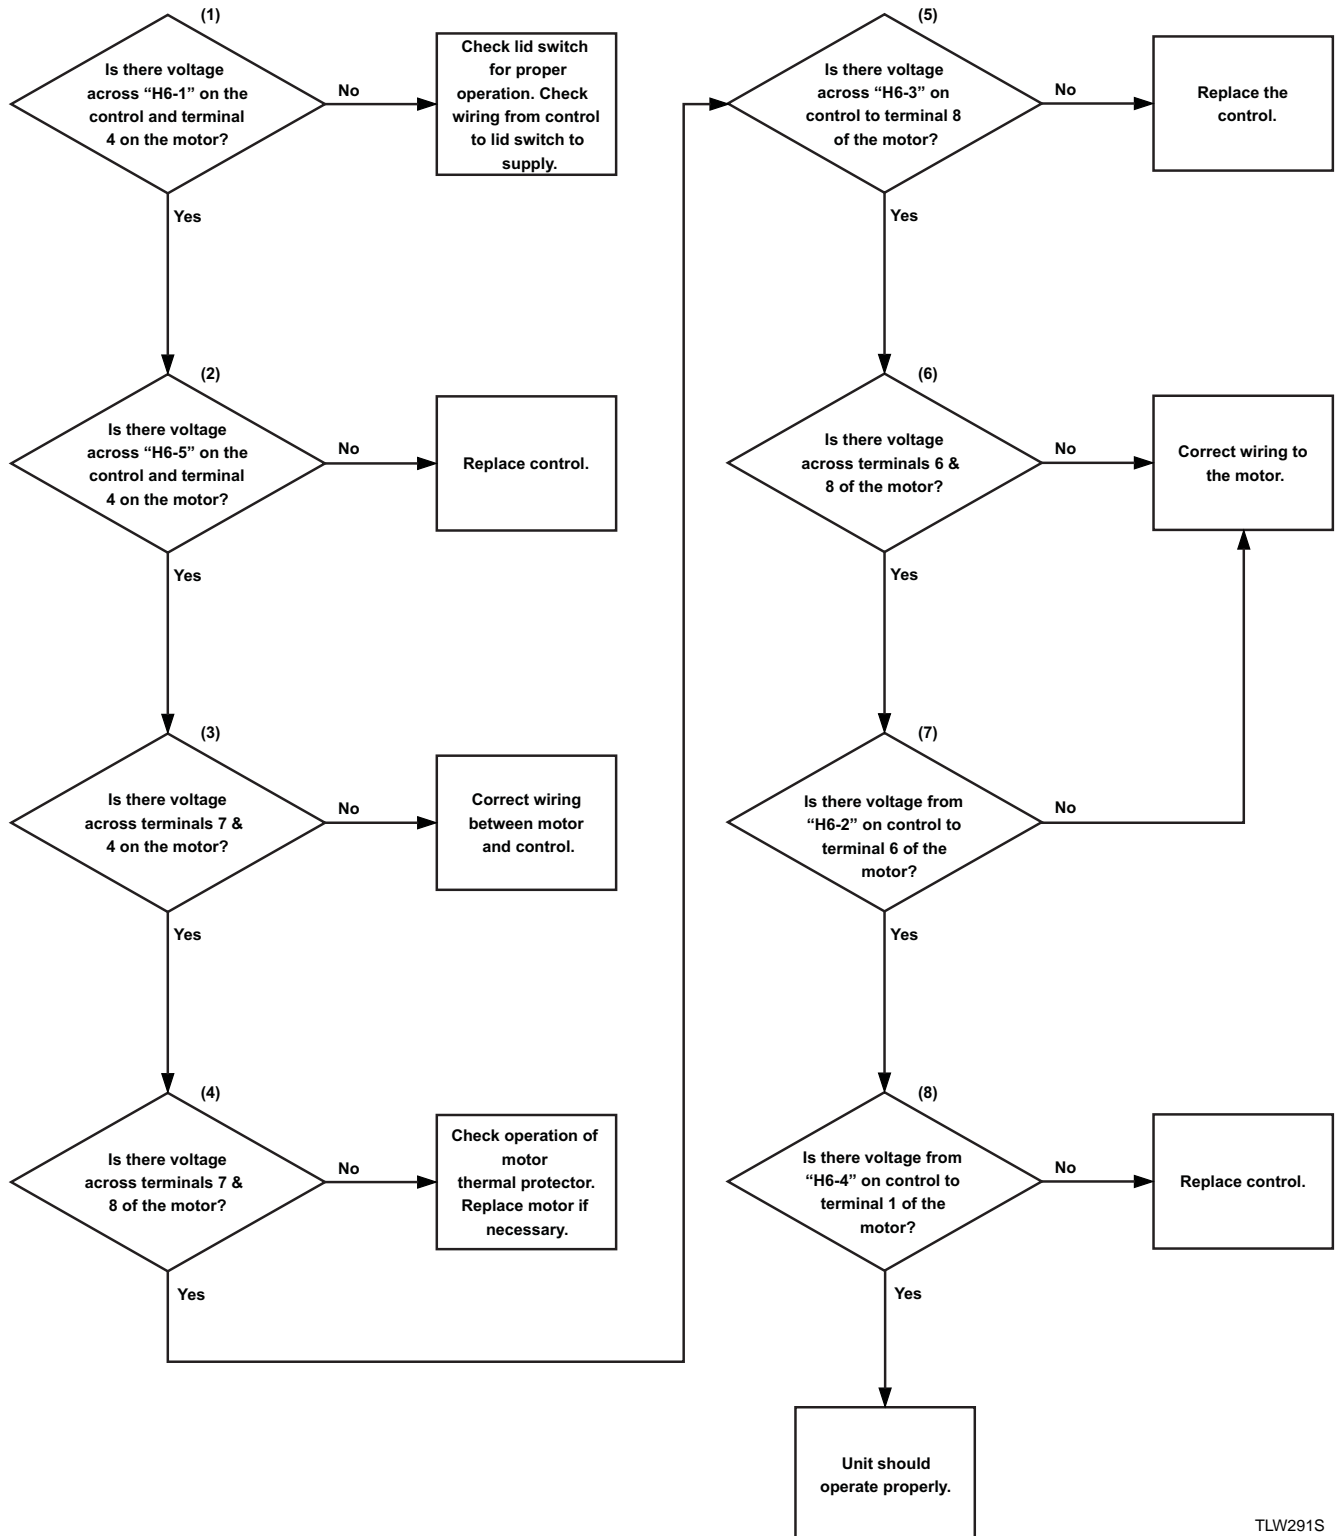 (1)
Is there voltage
across “H6-1” on the
control and terminal
4 on the motor?
No
Check lid switch
for proper
operation. Check
wiring from control
to lid switch to
supply.
Yes
(2)
Is there voltage
across “H6-5” on the
control and terminal
4 on the motor?
No
Replace control.
Yes
(3)
Is there voltage
across terminals 7 &
4 on the motor?
No
Correct wiring
between motor
and control.
Yes
(4)
Is there voltage
across terminals 7 &
8 of the motor?
No
Check operation of
motor
thermal protector.
Replace motor if
necessary.
Yes
(5)
Is there voltage
across “H6-3” on
control to terminal 8
of the motor?
No
Replace the
control.
Yes
(6)
Is there voltage
across terminals 6 &
8 of the motor?
No
Correct wiring to
the motor.
Yes
(7)
Is there voltage from
“H6-2” on control to
terminal 6 of the
motor?
No
Yes
(8)
Is there voltage from
“H6-4” on control to
terminal 1 of the
motor?
No
Replace control.
Yes
Unit should
operate properly.
TLW291S